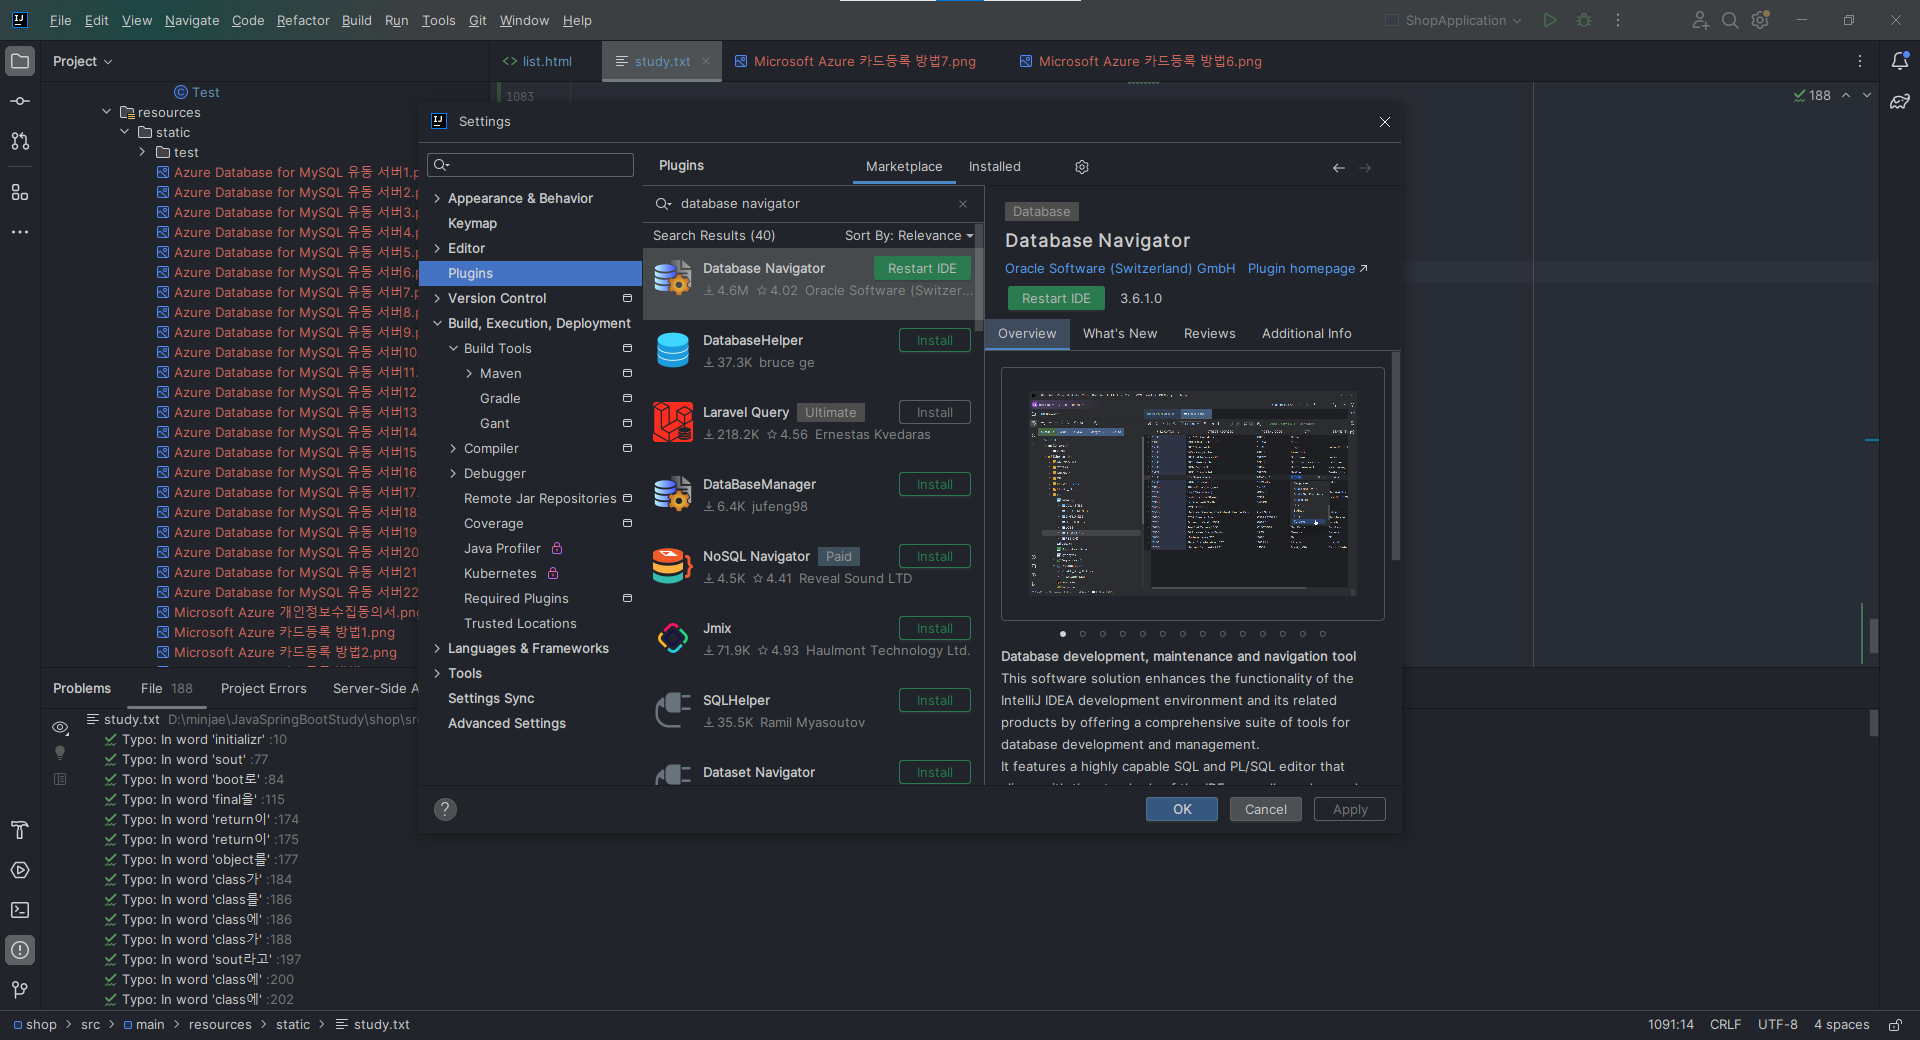 File Edit View Navigate Code Refactor Build Run Tools Git Window Help
ShopApplication
Project
list.html
study.txt
Microsoft Azure 카드등록 방법7.png
Microsoft Azure 카드등록 방법6.png
Test
resources
static
test
Azure Database for MySQL 유동 서버1.p
Azure Database for MySQL 유동 서버2.p
Azure Database for MySQL 유동 서버3.p
Azure Database for MySQL 유동 서버4.p
Azure Database for MySQL 유동 서버5.p
Azure Database for MySQL 유동 서버6.p
Azure Database for MySQL 유동 서버7.p
Azure Database for MySQL 유동 서버8.p
Azure Database for MySQL 유동 서버9.p
Azure Database for MySQL 유동 서버10.
Azure Database for MySQL 유동 서버11.
Azure Database for MySQL 유동 서버12
Azure Database for MySQL 유동 서버13
Azure Database for MySQL 유동 서버14
Azure Database for MySQL 유동 서버15
Azure Database for MySQL 유동 서버16
Azure Database for MySQL 유동 서버17.
Azure Database for MySQL 유동 서버18
Azure Database for MySQL 유동 서버19
Azure Database for MySQL 유동 서버20
Azure Database for MySQL 유동 서버21
Azure Database for MySQL 유동 서버22
Microsoft Azure 개인정보수집동의서.png
Microsoft Azure 카드등록 방법1.png
Microsoft Azure 카드등록 방법2.png
1083
188
Settings
Appearance & Behavior
Keymap
Editor
Plugins
Version Control
Build, Execution, Deployment
Build Tools
Maven
Gradle
Gant
Compiler
Debugger
Remote Jar Repositories
Coverage
Java Profiler
Kubernetes
Required Plugins
Trusted Locations
Languages & Frameworks
Tools
Settings Sync
Advanced Settings
Plugins
Marketplace
Installed
database navigator
Search Results (40)
Sort By: Relevance
Database Navigator
Restart IDE
4.6M 4.02 Oracle Software (Switzer...
DatabaseHelper
Install
37.3K bruce ge
Laravel Query Ultimate
Install
218.2K 4.56 Ernestas Kvedaras
DataBaseManager
Install
6.4K jufeng98
NoSQL Navigator Paid
Install
4.5K 4.41 Reveal Sound LTD
Jmix
Install
71.9K 4.93 Haulmont Technology Ltd.
SQLHelper
Install
35.5K Ramil Myasoutov
Dataset Navigator
Install
Database
Database Navigator
Oracle Software (Switzerland) GmbH Plugin homepage
Restart IDE 3.6.1.0
Overview What's New Reviews Additional Info
Database development, maintenance and navigation tool
This software solution enhances the functionality of the
IntelliJ IDEA development environment and its related
products by offering a comprehensive suite of tools for
database development and management.
It features a highly capable SQL and PL/SQL editor that
?
OK
Cancel
Apply
Problems File 188 Project Errors Server-Side A
study.txt D:\minjae\JavaSpringBootStudy\shop\src
Typo: In word 'initializr' :10
Typo: In word 'sout' :77
Typo: In word 'boot로' :84
Typo: In word 'final을' :115
Typo: In word 'return이' :174
Typo: In word 'return이' :175
Typo: In word 'object를' :177
Typo: In word 'class가' :184
Typo: In word 'class를' :186
Typo: In word 'class에' :186
Typo: In word 'class가' :188
Typo: In word 'sout라고' :197
Typo: In word 'class에' :200
Typo: In word 'class에' :202
shop > src > main > resources > static > study.txt
1091:14 CRLF UTF-8 4 spaces